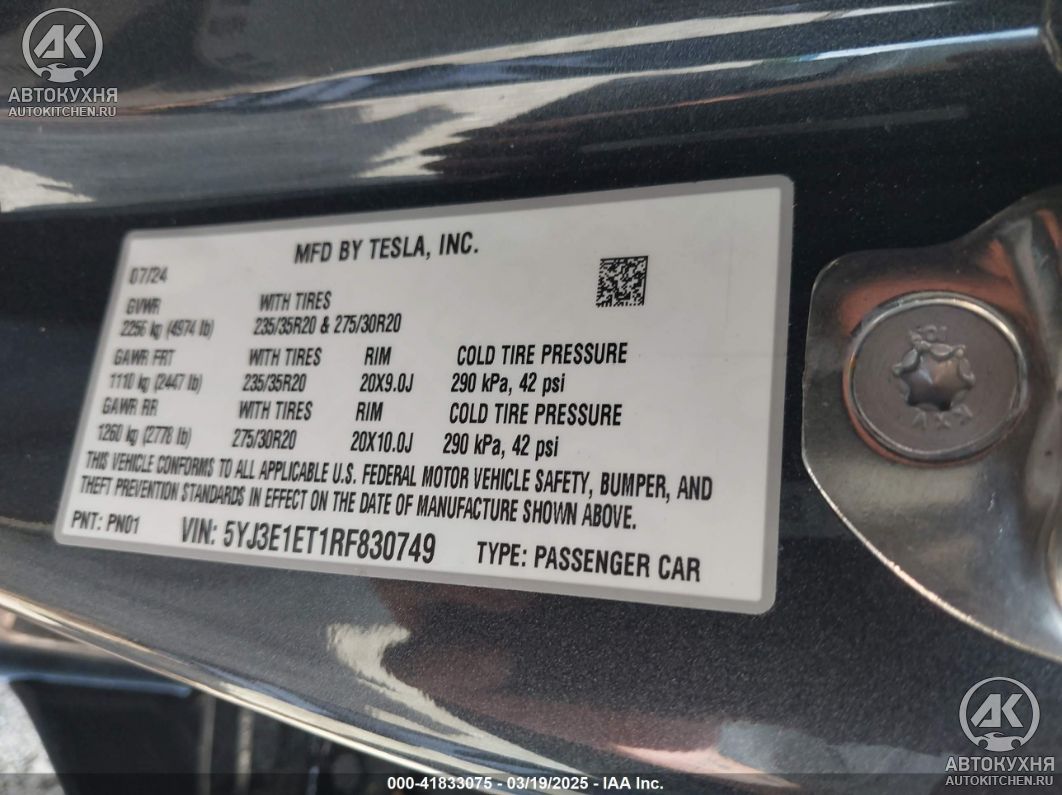 AK
АВТОКУХНЯ
AUTOKITCHEN.RU
MFD BY TESLA, INC.
07/24
GVWR WITH TIRES
2256 kg (4974 lb) 235/35R20 & 275/30R20
GAWR FRT WITH TIRES RIM COLD TIRE PRESSURE
1110 kg (2447 lb) 235/35R20 20X9.0J 290 kPa, 42 psi
GAWR RR WITH TIRES RIM COLD TIRE PRESSURE
1260 kg (2778 lb) 275/30R20 20X10.0J 290 kPa, 42 psi
THIS VEHICLE CONFORMS TO ALL APPLICABLE U.S. FEDERAL MOTOR VEHICLE SAFETY, BUMPER, AND
THEFT PREVENTION STANDARDS IN EFFECT ON THE DATE OF MANUFACTURE SHOWN ABOVE.
PNT: PN01 VIN: 5YJ3E1ET1RF830749 TYPE: PASSENGER CAR
AK
АВТОКУХНЯ
AUTOKITCHEN.RU
000-41833075 - 03/19/2025 - IAA Inc.